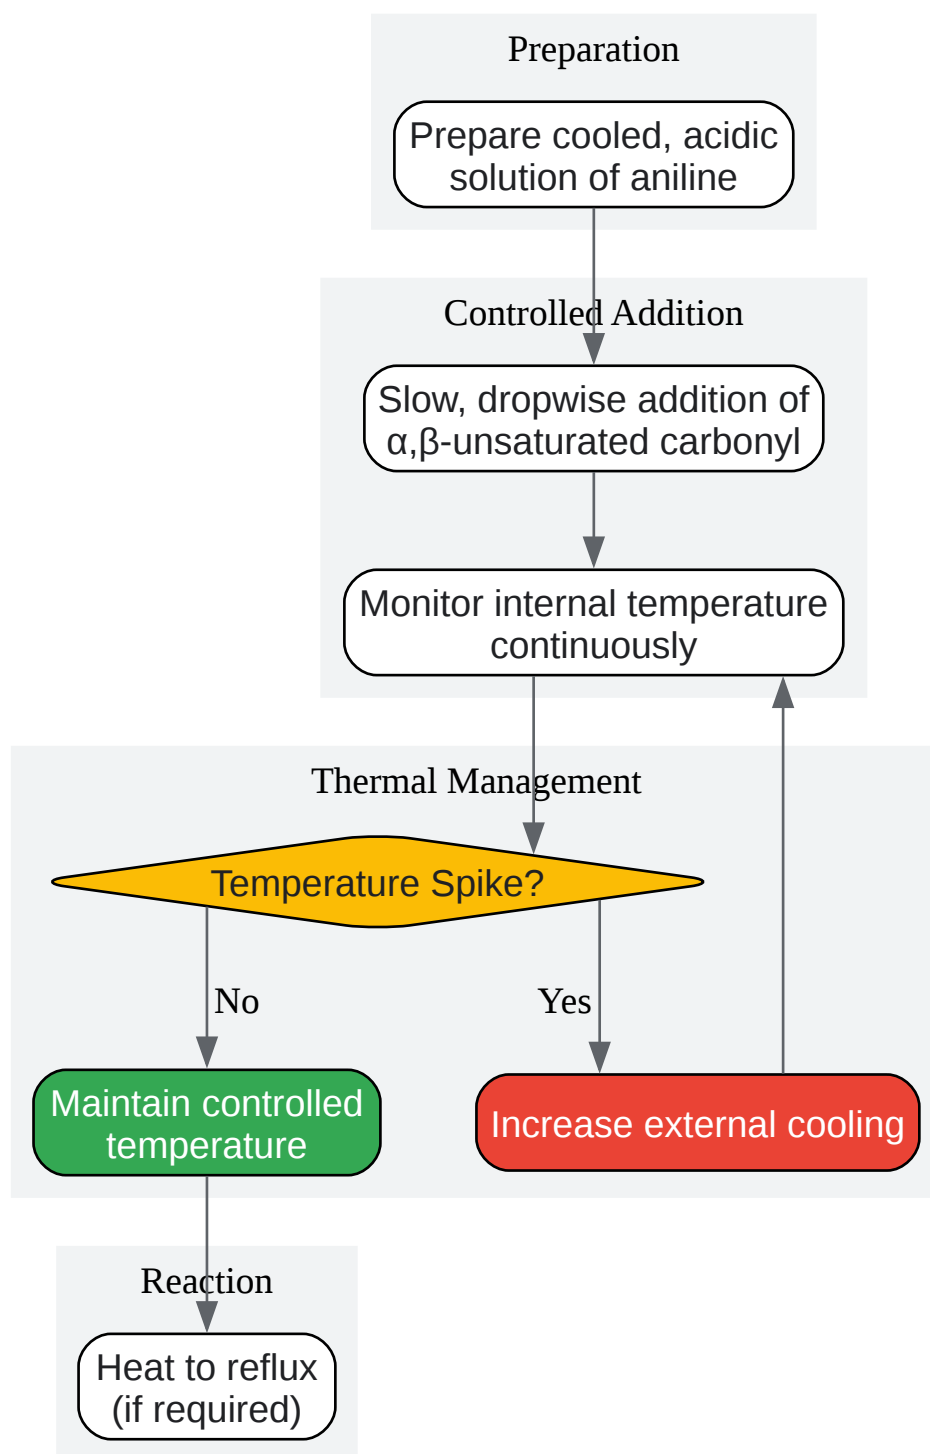 Preparation
Prepare cooled, acidic
solution of aniline
Controlled Addition
Slow, dropwise addition of
α,β-unsaturated carbonyl
Monitor internal temperature
continuously
Thermal Management
Temperature Spike?
No
Yes
Maintain controlled
temperature
Increase external cooling
Reaction
Heat to reflux
(if required)